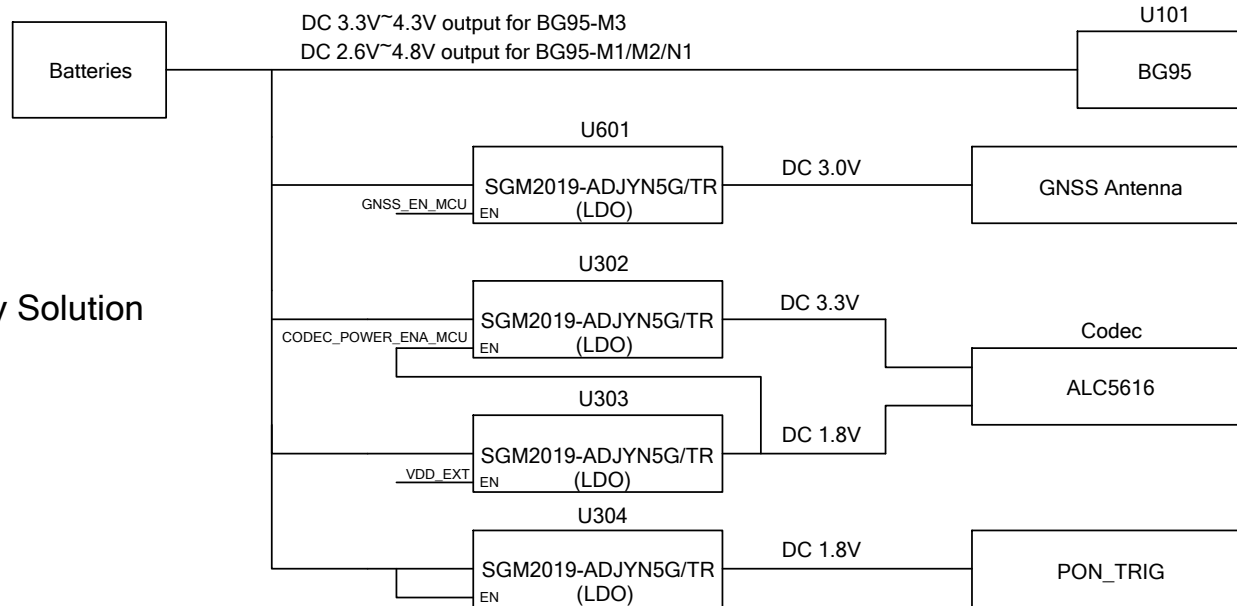 DC 3.3V~4.3V output for BG95-M3
DC 2.6V~4.8V output for BG95-M1/M2/N1
U101
Batteries
BG95
U601
SGM2019-ADJYN5G/TR
(LDO)
GNSS_EN_MCU
EN
DC 3.0V
GNSS Antenna
U302
Solution
SGM2019-ADJYN5G/TR
(LDO)
CODEC_POWER_ENA_MCU
EN
DC 3.3V
Codec
ALC5616
U303
SGM2019-ADJYN5G/TR
(LDO)
VDD_EXT
EN
DC 1.8V
U304
SGM2019-ADJYN5G/TR
(LDO)
EN
DC 1.8V
PON_TRIG